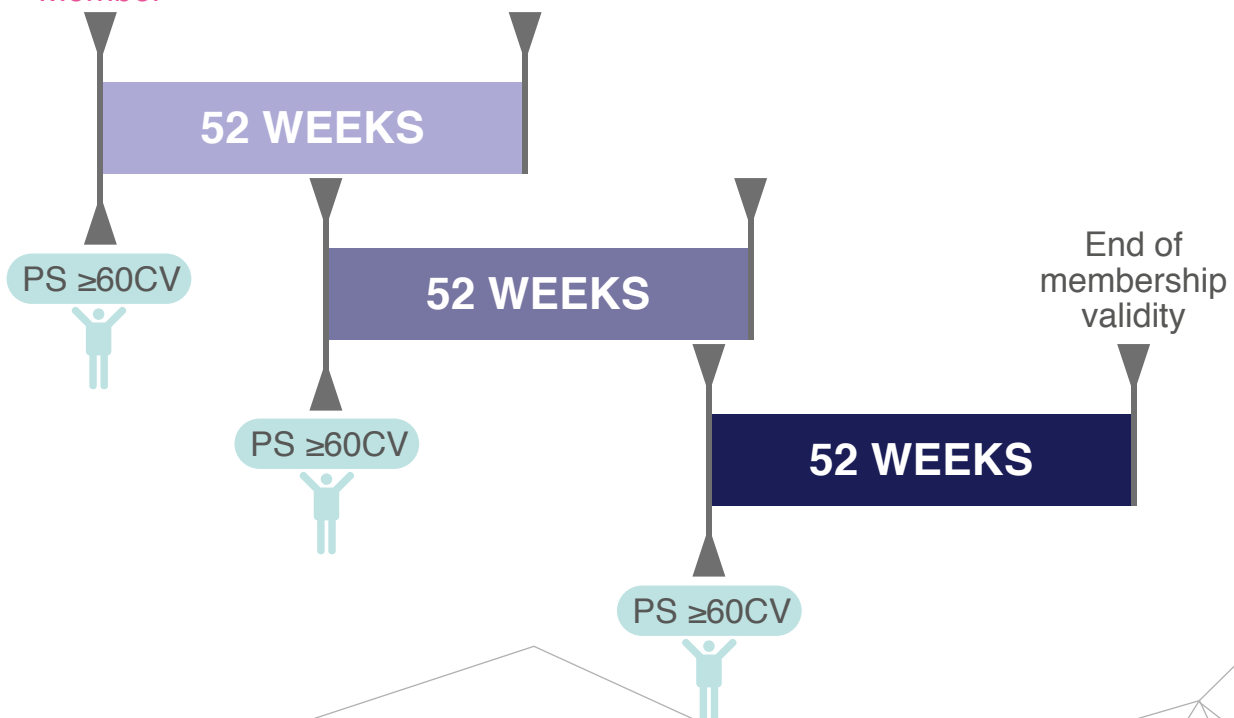 52 WEEKS
PS ≥60CV
52 WEEKS
End of
membership
validity
PS ≥60CV
52 WEEKS
PS ≥60CV